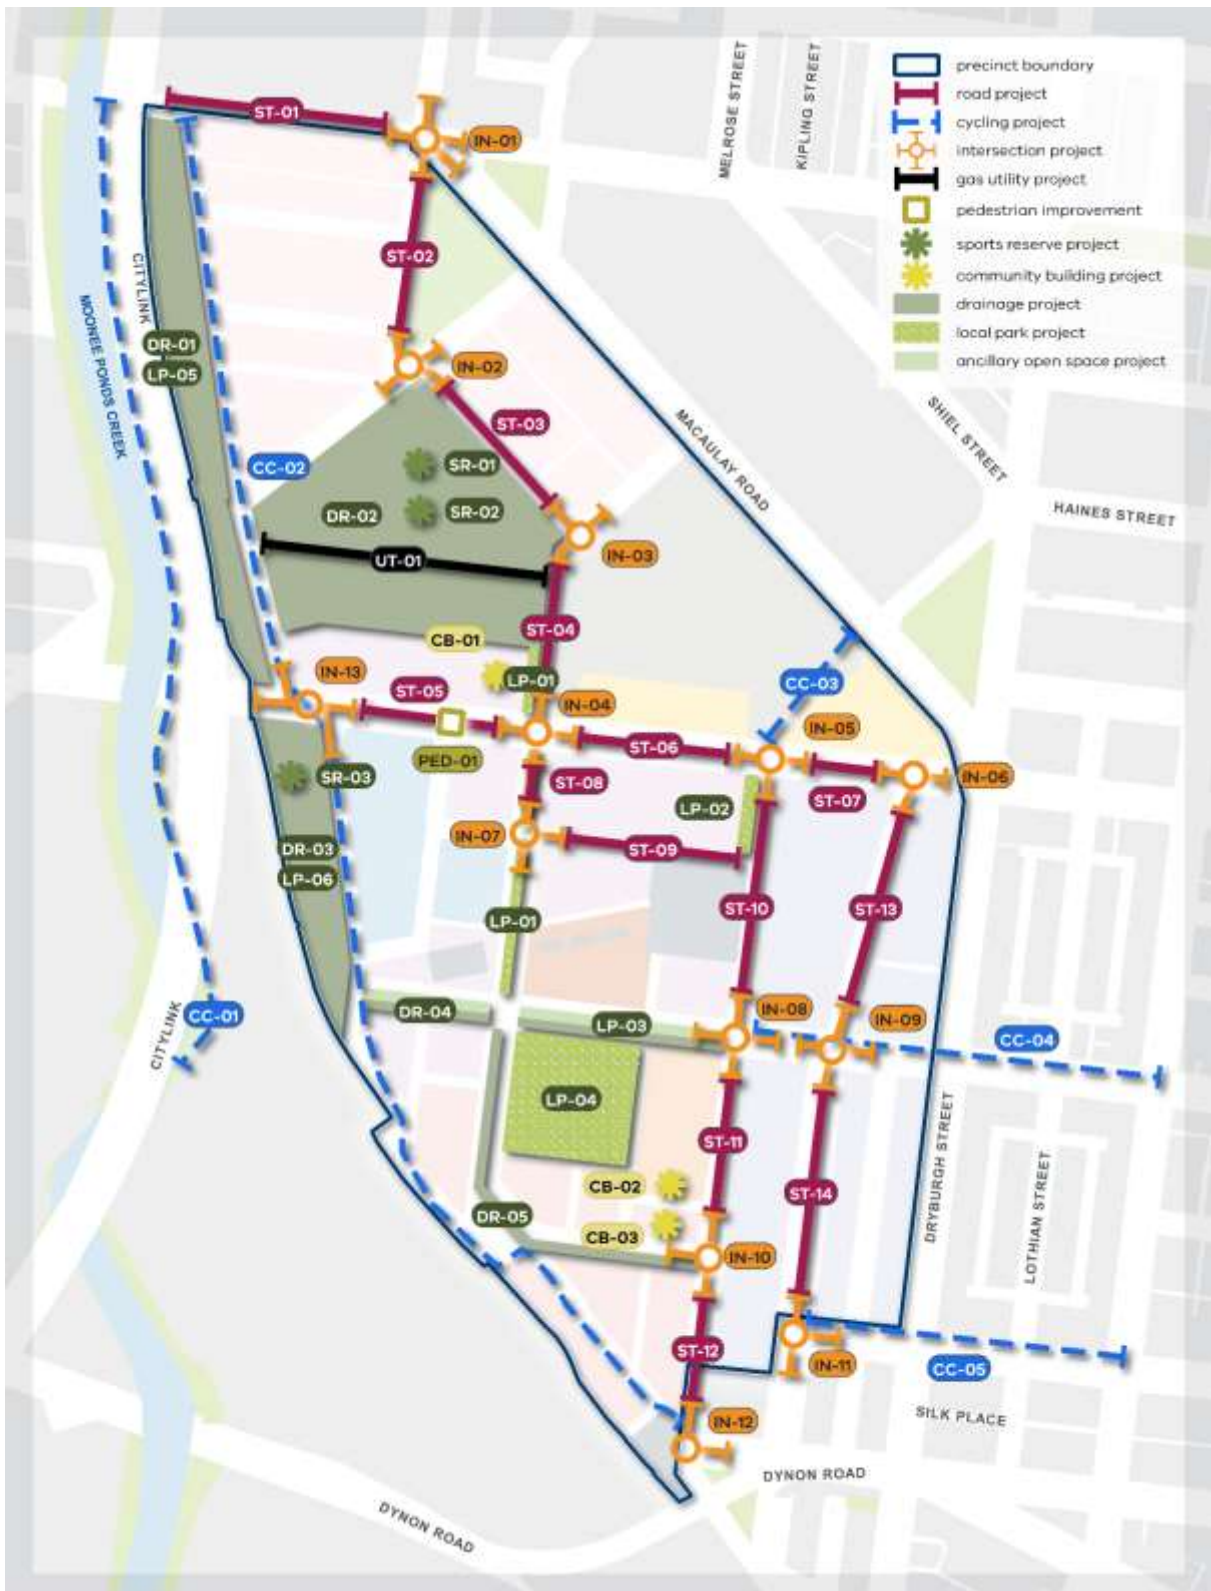 precinct boundary
road project
cycling project
intersection project
gas utility project
pedestrian improvement
sports reserve project
community building project
drainage project
local park project
ancillary open space project
MELROSE STREET
KIPLING STREET
ST-01
IN-01
ST-02
CITYLINK
MOONEE PONDS CREEK
DR-01
LP-05
IN-02
ST-03
MACAULAY ROAD
SHIEL STREET
HAINES STREET
CC-02
SR-01
SR-02
DR-02
UT-01
IN-03
ST-04
CB-01
LP-01
IN-13
ST-05
IN-04
CC-03
IN-05
ST-06
PED-01
SR-03
ST-08
ST-07
IN-06
LP-02
IN-07
ST-09
DR-03
LP-06
LP-01
ST-10
ST-13
CITYLINK
CC-01
DR-04
LP-03
IN-08
IN-09
CC-04
LP-04
ST-11
DRYBURGH STREET
LOTHIAN STREET
CB-02
ST-14
DR-05
CB-03
IN-10
ST-12
IN-11
CC-05
SILK PLACE
IN-12
DYNON ROAD
DYNON ROAD